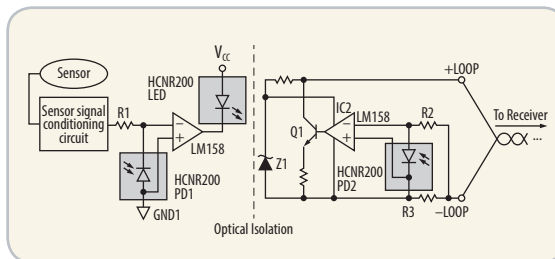 Sensor
Sensor signal
conditioning
circuit
R1
HCNR200
LED
VCC
LM158
HCNR200
PD1
GND1
Optical Isolation
Z1
Q1
IC2
LM158
R2
HCNR200
PD2
R3
+LOOP
−LOOP
To Receiver
...